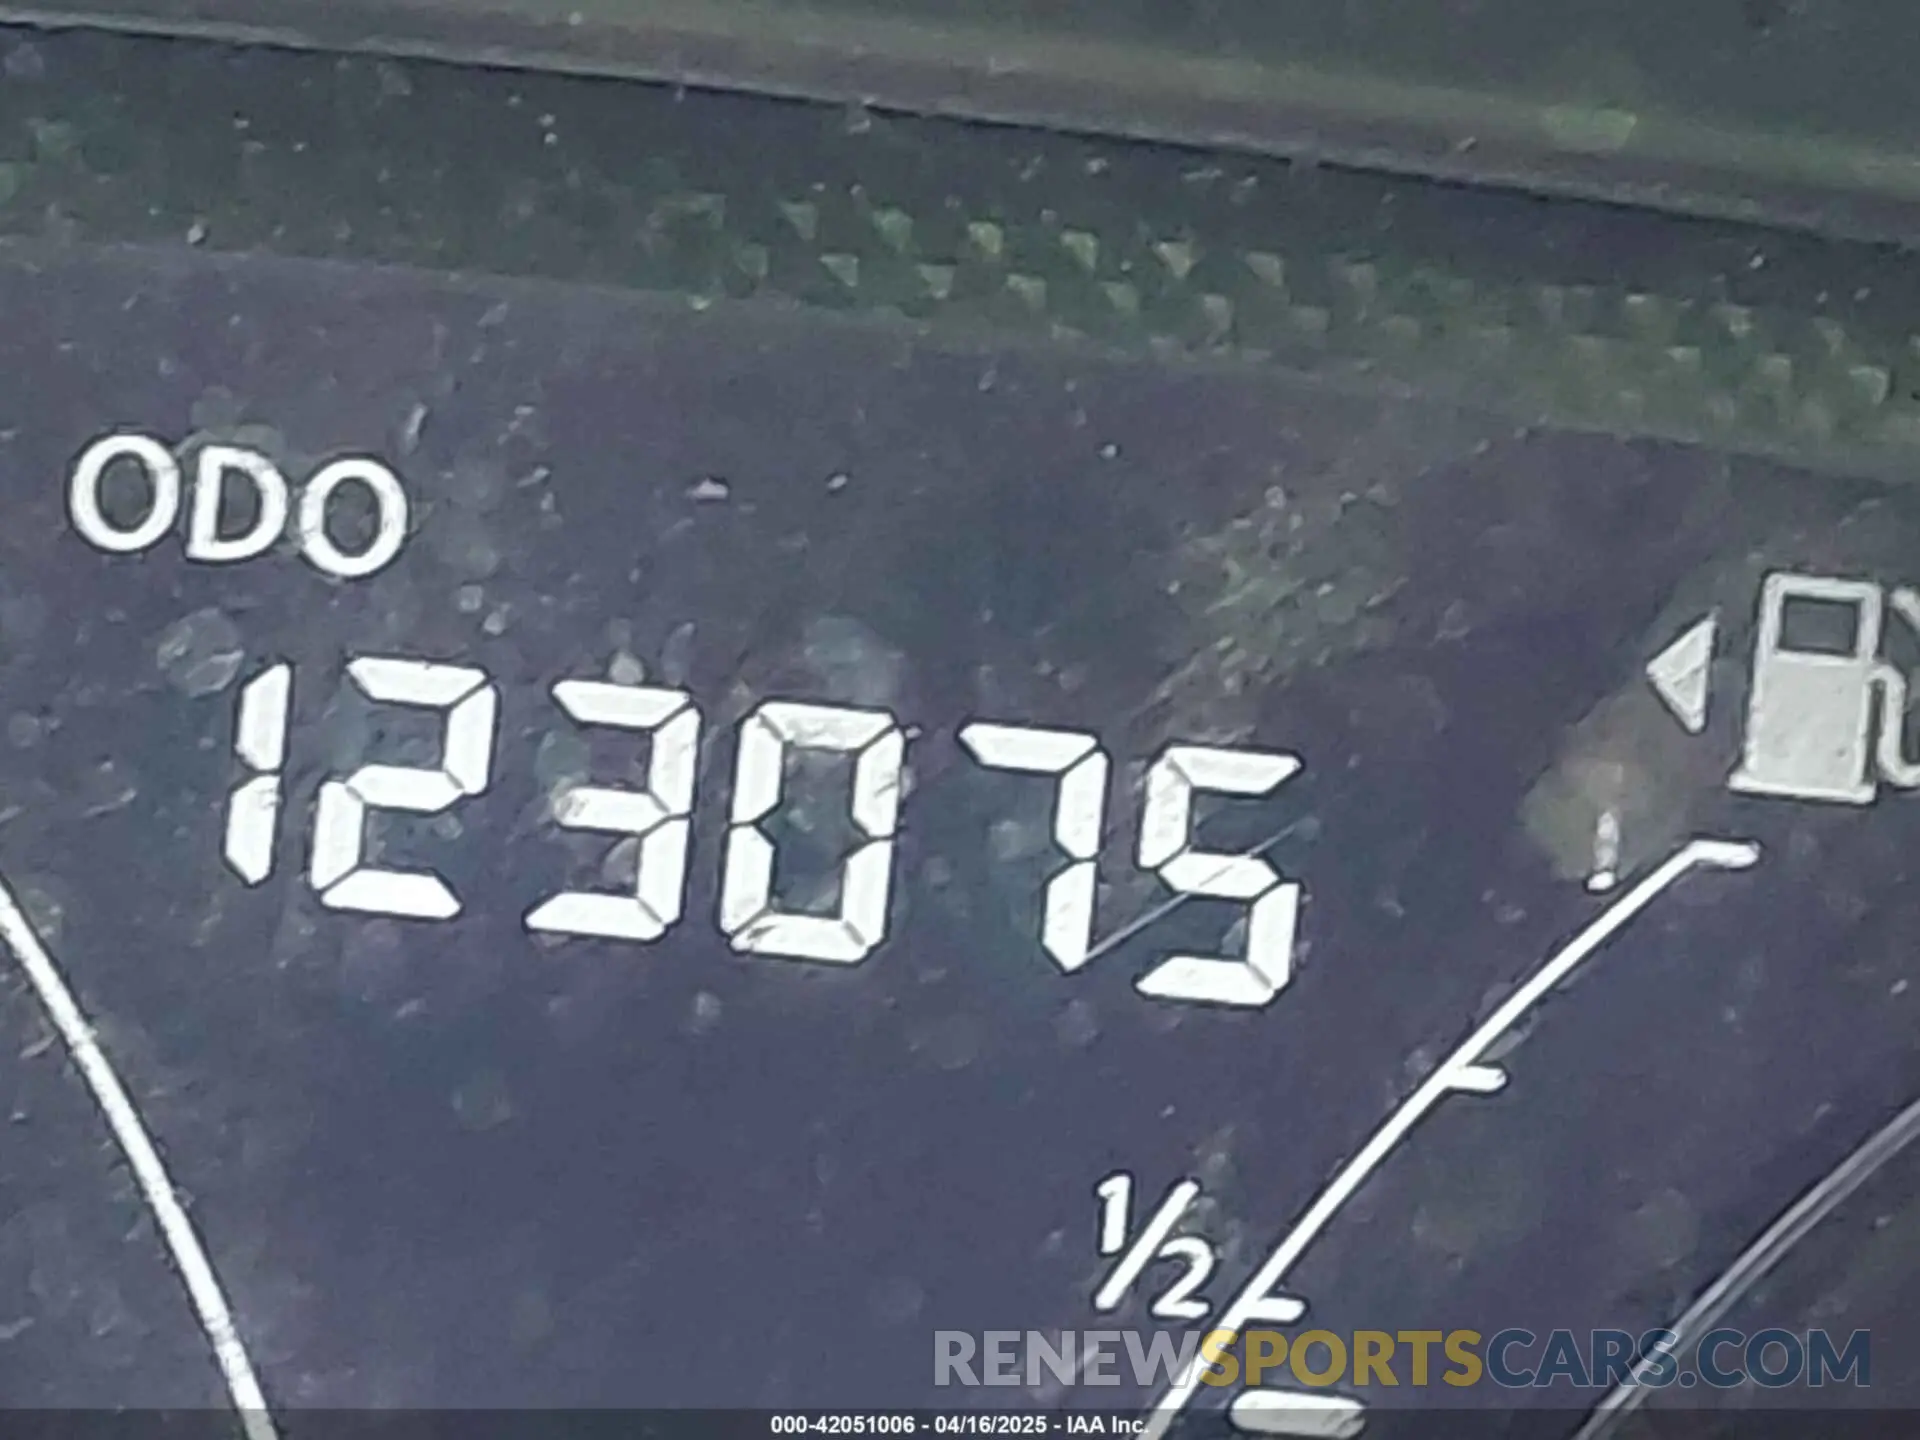 ODO
123075
1/2
RENEWSPORTSCARS.COM
000-42051006 - 04/16/2025 - IAA Inc.